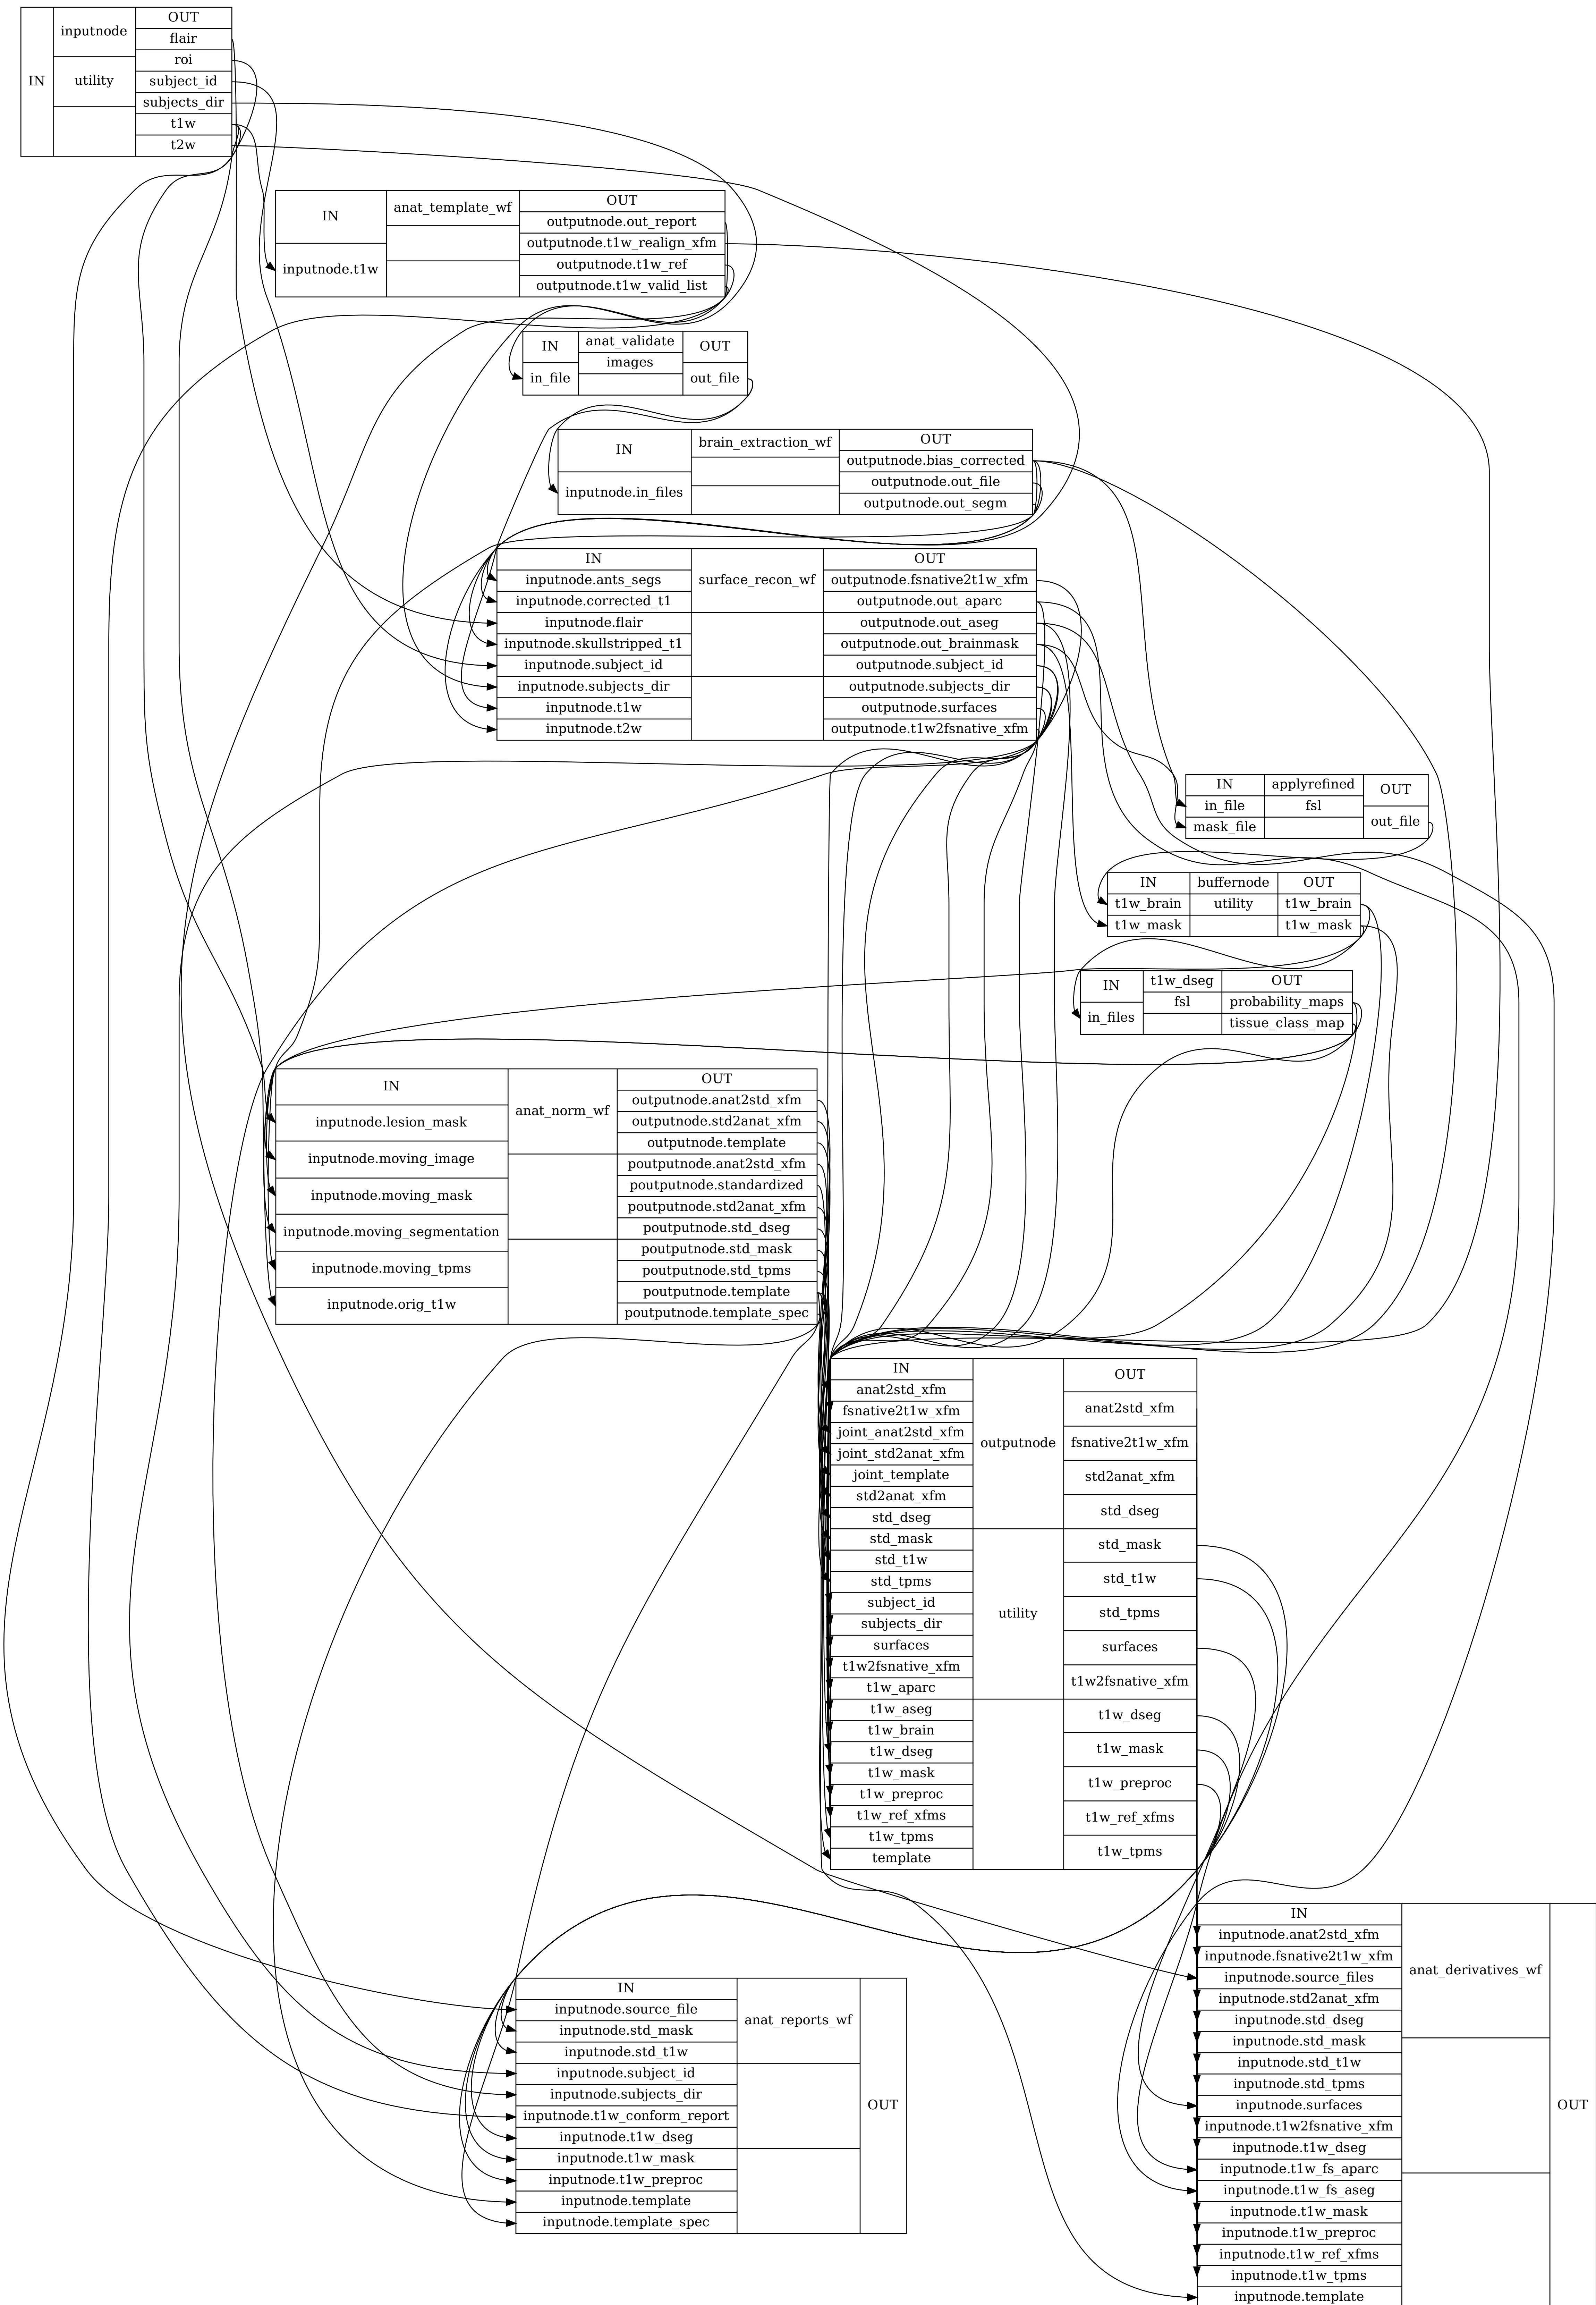 IN
inputnode
utility
OUT
flair
roi
subject_id
subjects_dir
t1w
t2w
IN
inputnode.t1w
anat_template_wf
OUT
outputnode.out_report
outputnode.t1w_realign_xfm
outputnode.t1w_ref
outputnode.t1w_valid_list
IN
in_file
anat_validate
images
OUT
out_file
IN
inputnode.in_files
brain_extraction_wf
OUT
outputnode.bias_corrected
outputnode.out_file
outputnode.out_segm
IN
inputnode.ants_segs
inputnode.corrected_t1
inputnode.flair
inputnode.skullstripped_t1
inputnode.subject_id
inputnode.subjects_dir
inputnode.t1w
inputnode.t2w
surface_recon_wf
OUT
outputnode.fsnative2t1w_xfm
outputnode.out_aparc
outputnode.out_aseg
outputnode.out_brainmask
outputnode.subject_id
outputnode.subjects_dir
outputnode.surfaces
outputnode.t1w2fsnative_xfm
IN
in_file
mask_file
applyrefined
fsl
OUT
out_file
IN
t1w_brain
t1w_mask
buffernode
utility
OUT
t1w_brain
t1w_mask
IN
in_files
t1w_dseg
fsl
OUT
probability_maps
tissue_class_map
IN
inputnode.lesion_mask
inputnode.moving_image
inputnode.moving_mask
inputnode.moving_segmentation
inputnode.moving_tpms
inputnode.orig_t1w
anat_norm_wf
OUT
outputnode.anat2std_xfm
outputnode.std2anat_xfm
outputnode.template
poutputnode.anat2std_xfm
poutputnode.standardized
poutputnode.std2anat_xfm
poutputnode.std_dseg
poutputnode.std_mask
poutputnode.std_tpms
poutputnode.template
poutputnode.template_spec
IN
anat2std_xfm
fsnative2t1w_xfm
joint_anat2std_xfm
joint_std2anat_xfm
joint_template
std2anat_xfm
std_dseg
std_mask
std_t1w
std_tpms
subject_id
subjects_dir
surfaces
t1w2fsnative_xfm
t1w_aparc
t1w_aseg
t1w_brain
t1w_dseg
t1w_mask
t1w_preproc
t1w_ref_xfms
t1w_tpms
template
outputnode
utility
OUT
anat2std_xfm
fsnative2t1w_xfm
std2anat_xfm
std_dseg
std_mask
std_t1w
std_tpms
surfaces
t1w2fsnative_xfm
t1w_dseg
t1w_mask
t1w_preproc
t1w_ref_xfms
t1w_tpms
IN
inputnode.source_file
inputnode.std_mask
inputnode.std_t1w
inputnode.subject_id
inputnode.subjects_dir
inputnode.t1w_conform_report
inputnode.t1w_dseg
inputnode.t1w_mask
inputnode.t1w_preproc
inputnode.template
inputnode.template_spec
anat_reports_wf
OUT
IN
inputnode.anat2std_xfm
inputnode.fsnative2t1w_xfm
inputnode.source_files
inputnode.std2anat_xfm
inputnode.std_dseg
inputnode.std_mask
inputnode.std_t1w
inputnode.std_tpms
inputnode.surfaces
inputnode.t1w2fsnative_xfm
inputnode.t1w_dseg
inputnode.t1w_fs_aparc
inputnode.t1w_fs_aseg
inputnode.t1w_mask
inputnode.t1w_preproc
inputnode.t1w_ref_xfms
inputnode.t1w_tpms
inputnode.template
anat_derivatives_wf
OUT